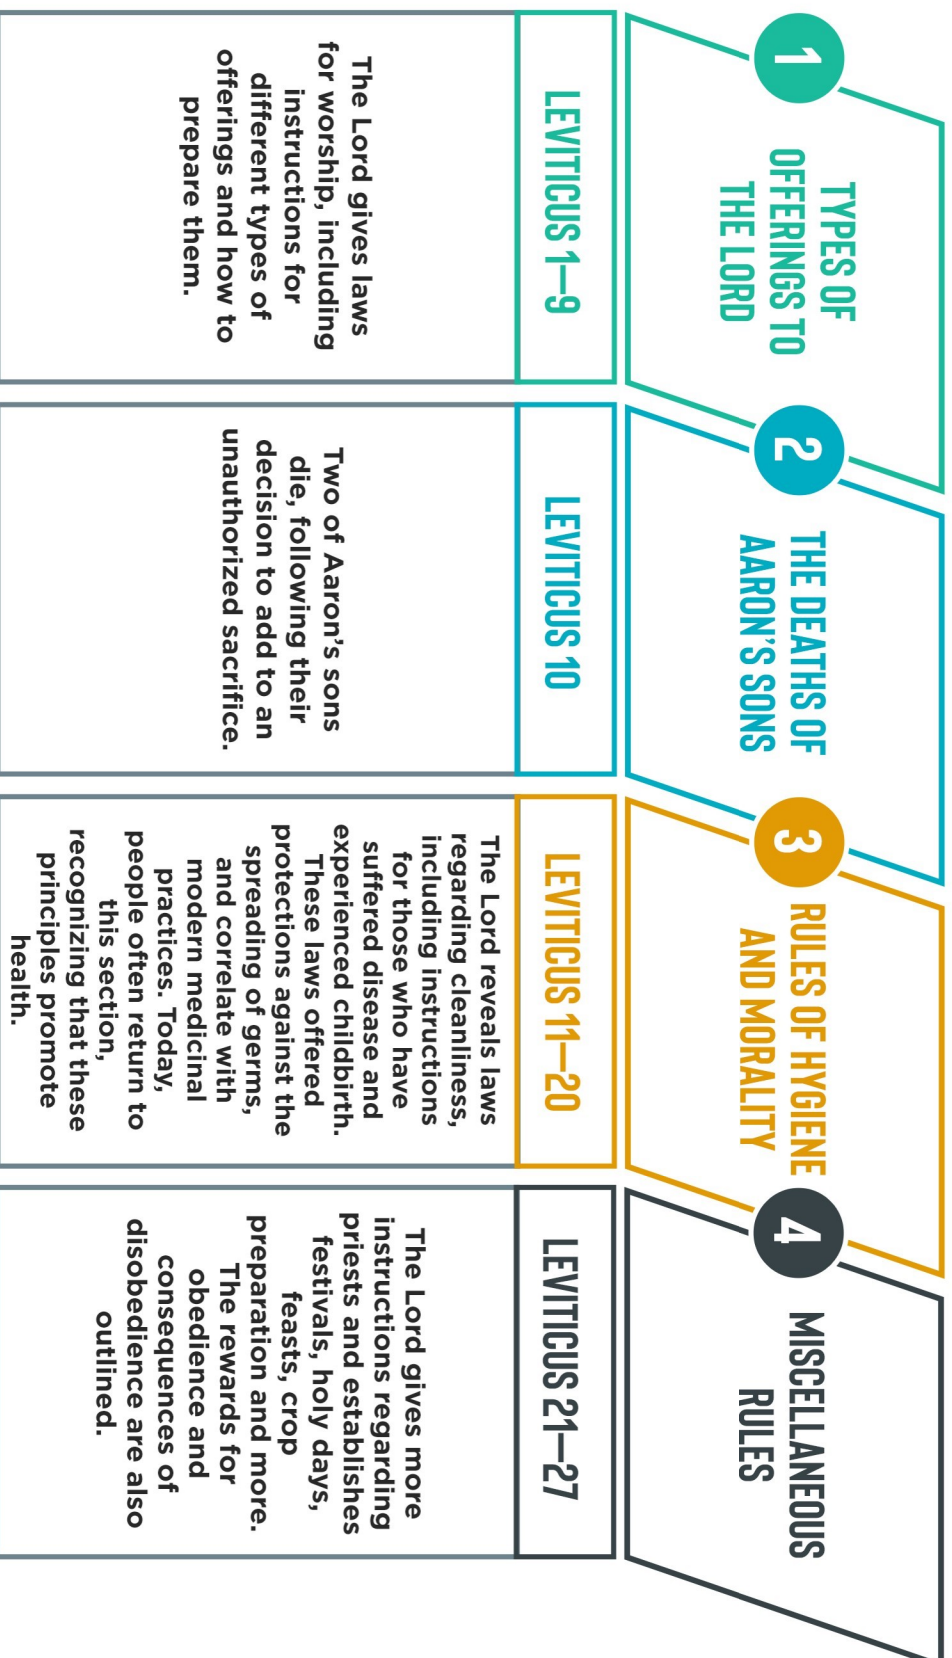 1
TYPES OF
OFFERINGS TO
THE LORD
LEVITICUS 1—9
The Lord gives laws
for worship, including
instructions for
different types of
offerings and how to
prepare them.
2
THE DEATHS OF
AARON'S SONS
LEVITICUS 10
Two of Aaron's sons
die, following their
decision to add to an
unauthorized sacrifice.
3
RULES OF HYGIENE
AND MORALITY
LEVITICUS 11—20
The Lord reveals laws
regarding cleanliness,
including instructions
for those who have
suffered disease and
experienced childbirth.
These laws offered
protections against the
spreading of germs,
and correlate with
modern medicinal
practices. Today,
people often return to
this section,
recognizing that these
principles promote
health.
4
MISCELLANEOUS
RULES
LEVITICUS 21—27
The Lord gives more
instructions regarding
priests and establishes
festivals, holy days,
feasts, crop
preparation and more.
The rewards for
obedience and
consequences of
disobedience are also
outlined.